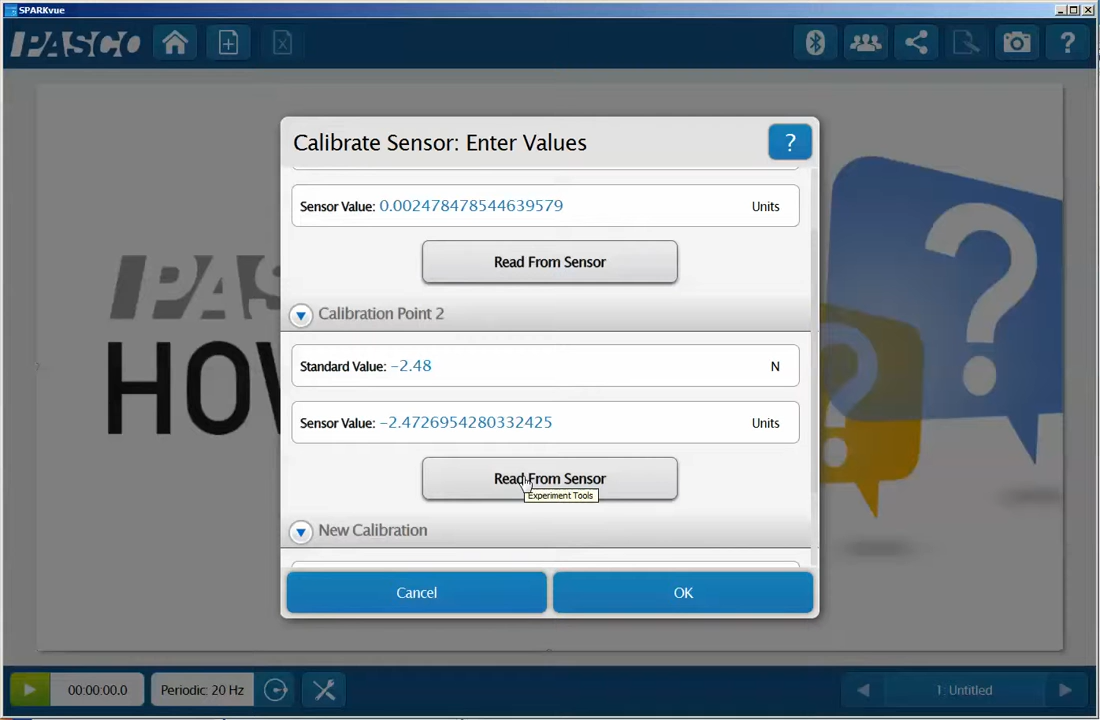 SPARKvue
PASCO
?
Calibrate Sensor: Enter Values
?
Sensor Value: 0.002478478544639579 Units
Read From Sensor
Calibration Point 2
Standard Value: -2.48 N
Sensor Value: -2.4726954280332425 Units
Read From Sensor
Experiment Tools
New Calibration
Cancel
OK
PAS
HOW
?
?
00:00:00.0
Periodic: 20 Hz
1: Untitled